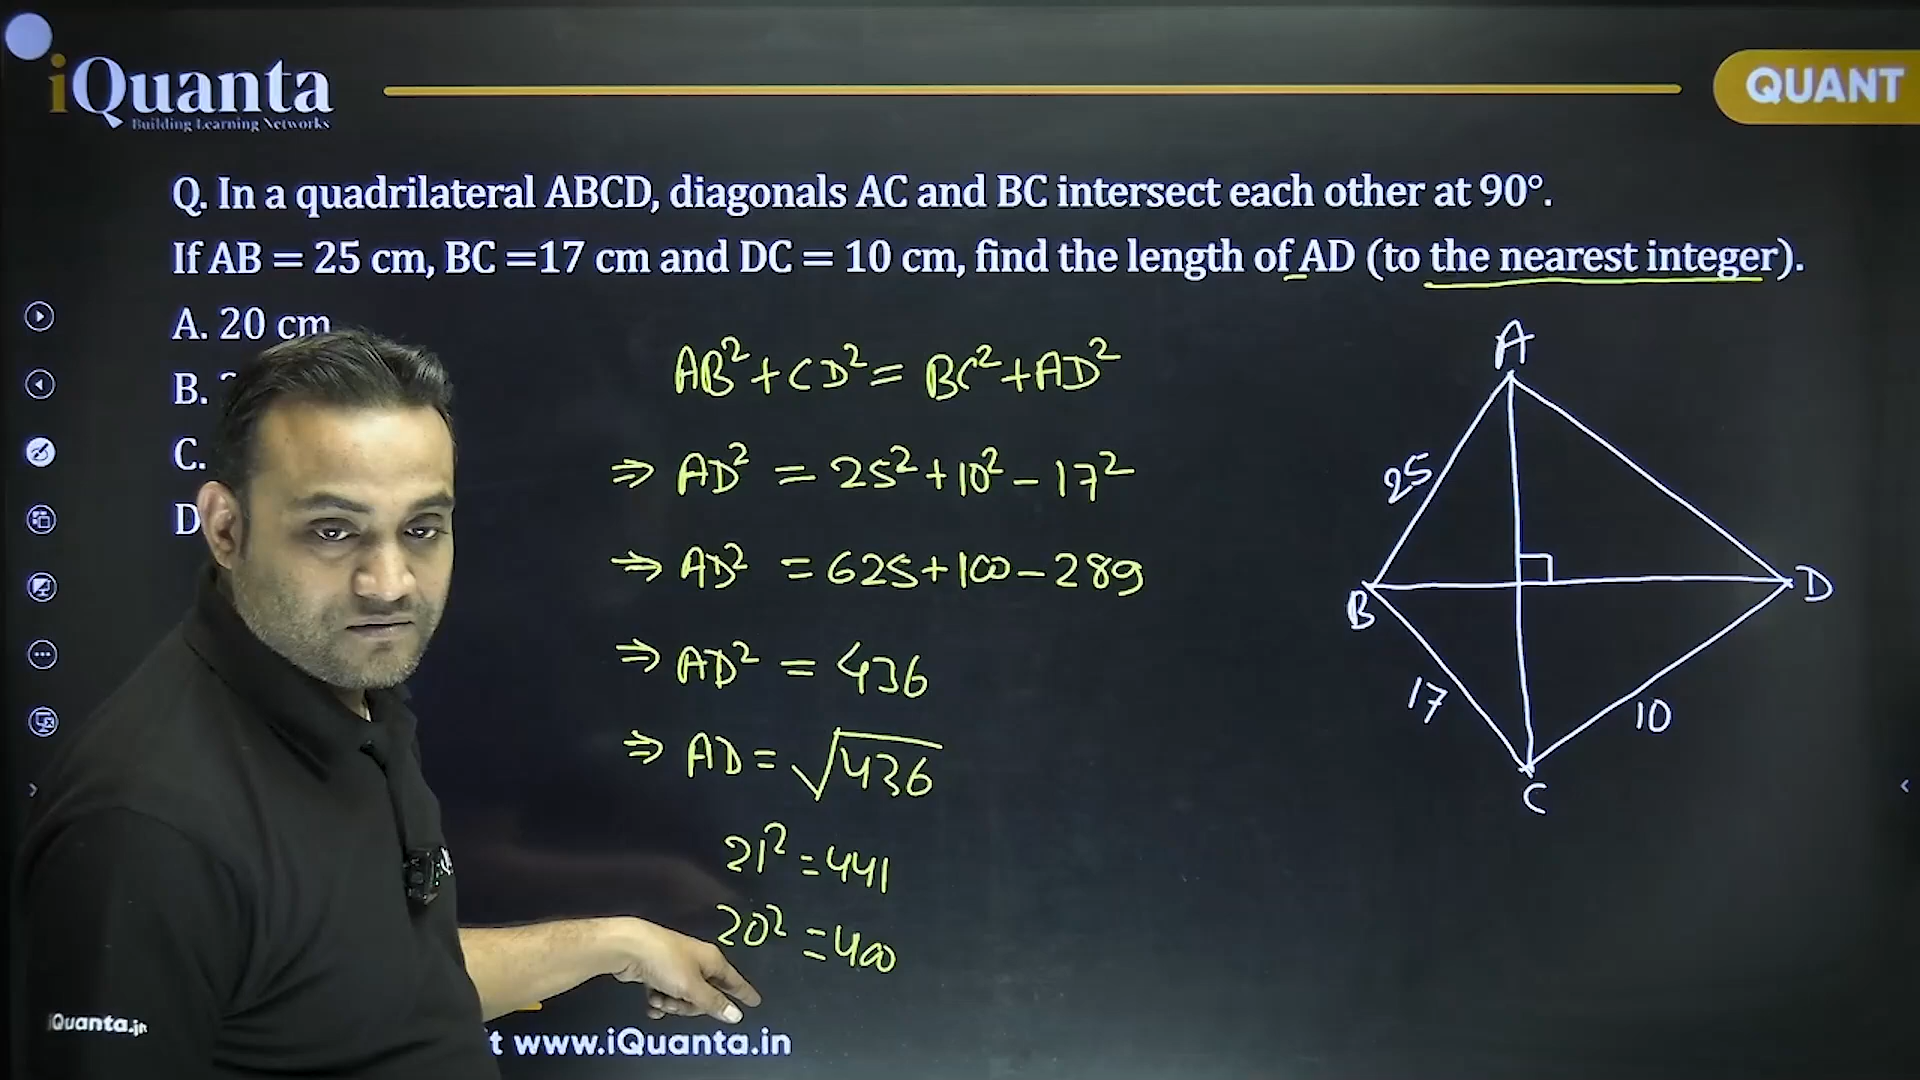 iQuanta
Building Learning Networks
QUANT
Q. In a quadrilateral ABCD, diagonals AC and BC intersect each other at 90°.
If AB = 25 cm, BC =17 cm and DC = 10 cm, find the length of AD (to the nearest integer).
A. 20 cm
B.
C.
D
AB² + CD² = BC² + AD²
⇒ AD² = 25² + 10² - 17²
⇒ AD² = 625 + 100 - 289
⇒ AD² = 436
⇒ AD = √436
21² = 441
20² = 400
A
25
B
D
17
10
C
iQuanta.in
t www.iQuanta.in